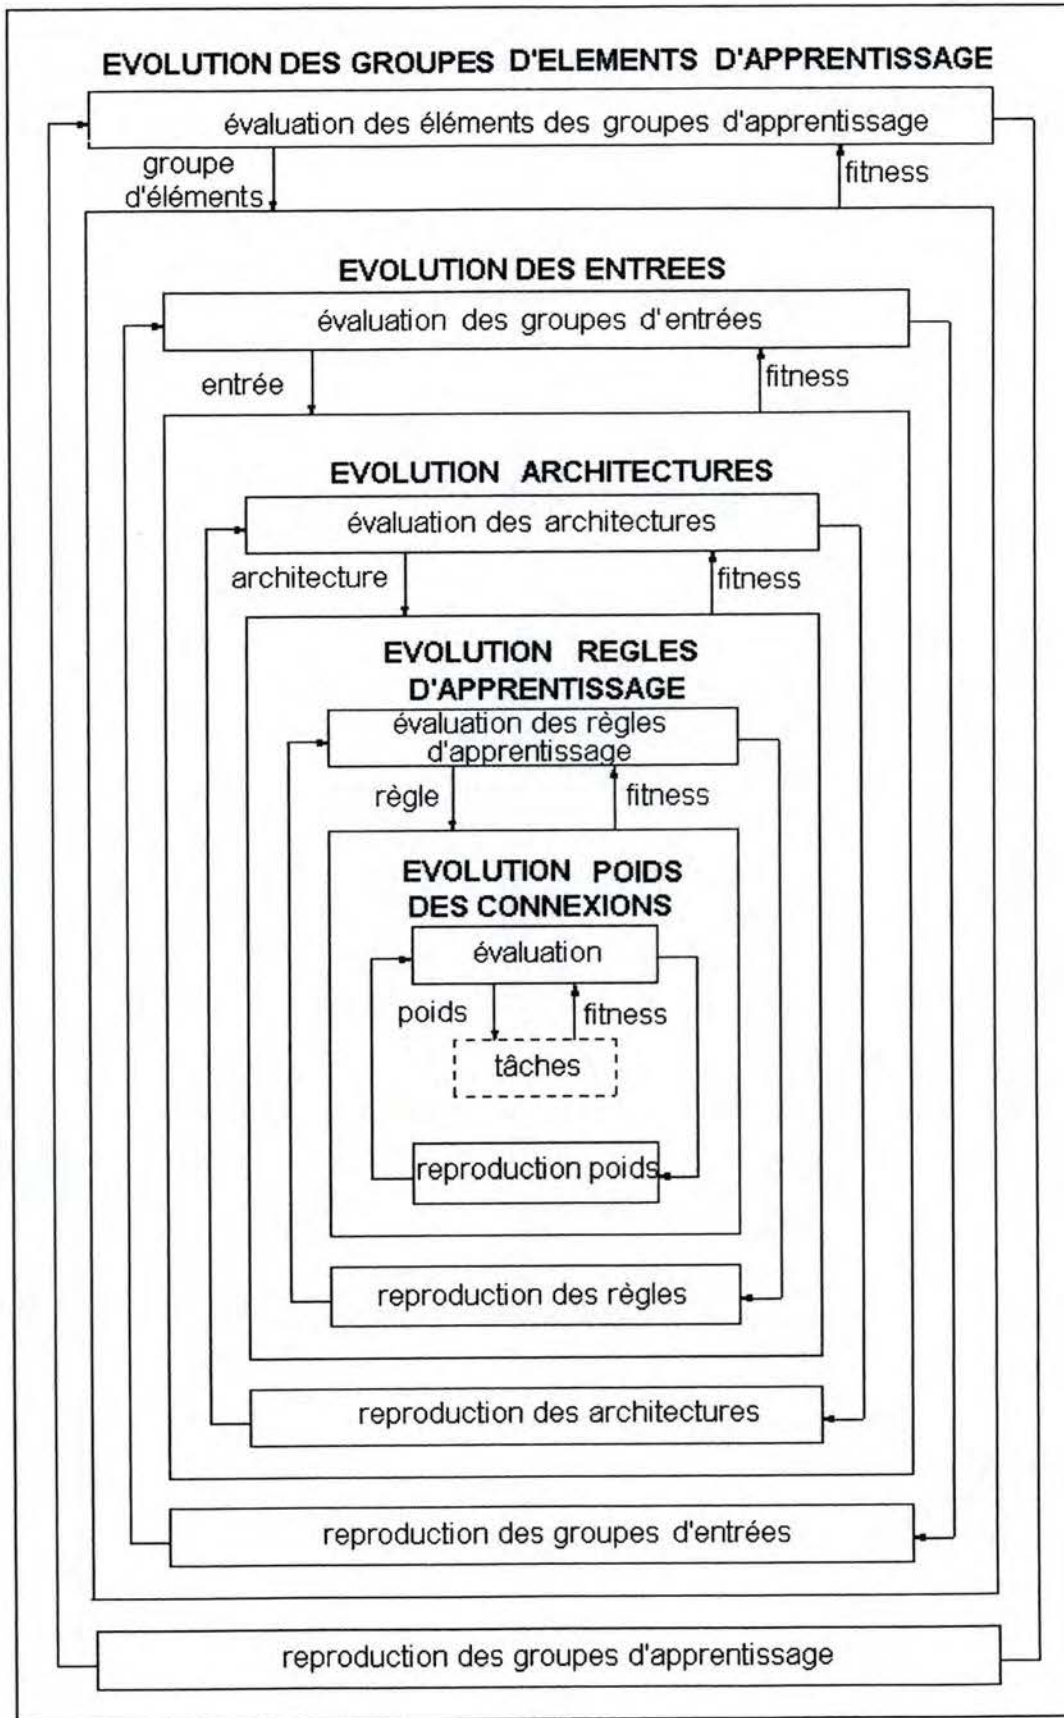 EVOLUTION DES GROUPES D'ELEMENTS D'APPRENTISSAGE
évaluation des éléments des groupes d'apprentissage
groupe
d'éléments
fitness
EVOLUTION DES ENTREES
évaluation des groupes d'entrées
entrée
fitness
EVOLUTION ARCHITECTURES
évaluation des architectures
architecture
fitness
EVOLUTION REGLES
D'APPRENTISSAGE
évaluation des règles
d'apprentissage
règle
fitness
EVOLUTION POIDS
DES CONNEXIONS
évaluation
poids
fitness
tâches
reproduction poids
reproduction des règles
reproduction des architectures
reproduction des groupes d'entrées
reproduction des groupes d'apprentissage